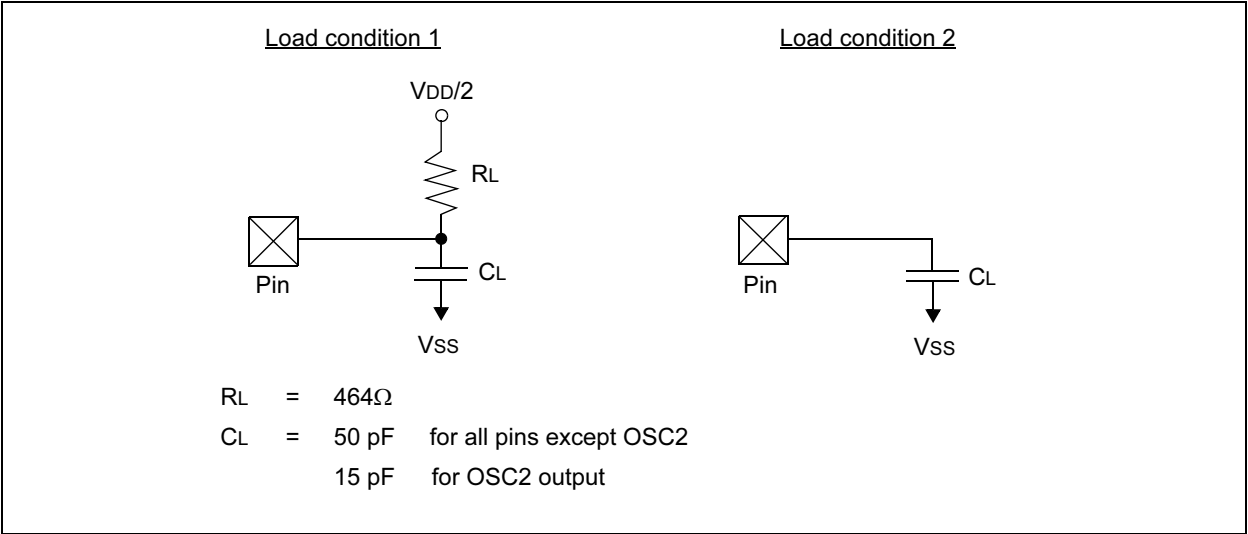 Load condition 1
Load condition 2
VDD/2
RL
Pin
CL
VSS
Pin
CL
VSS
RL = 464Ω
CL = 50 pF for all pins except OSC2
15 pF for OSC2 output